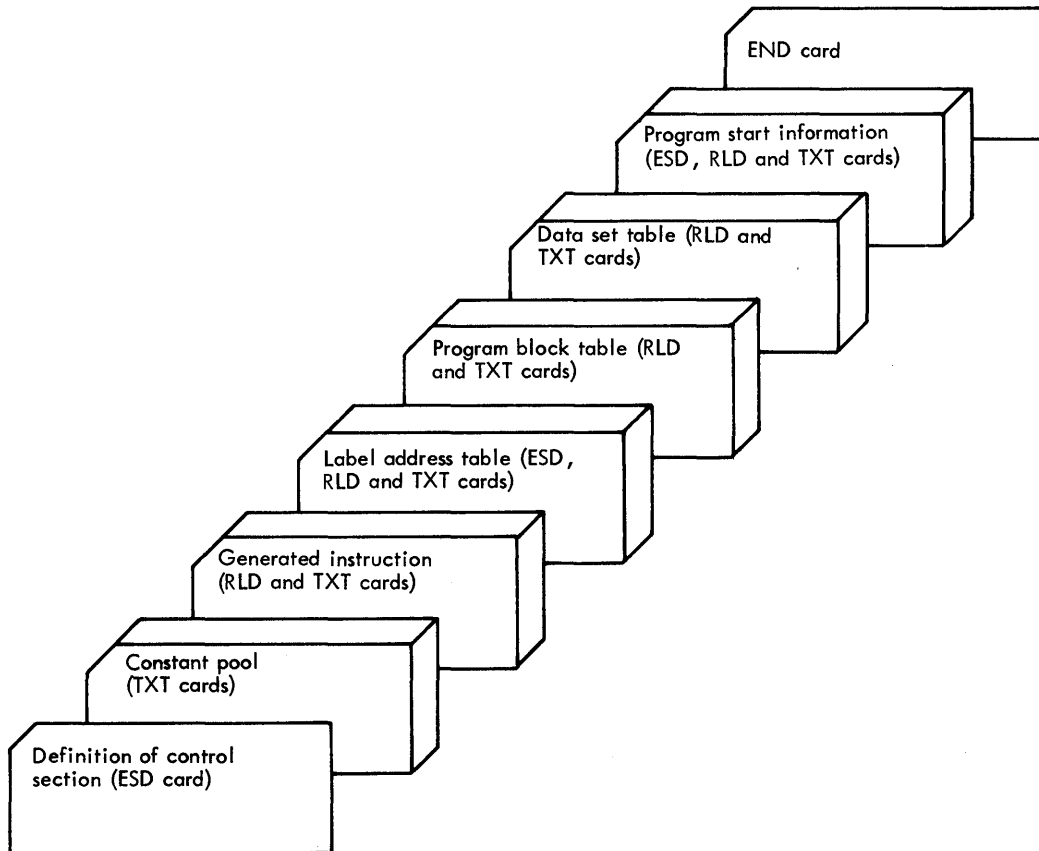 END card
Program start information
(ESD, RLD and TXT cards)
Data set table (RLD and
TXT cards)
Program block table (RLD
and TXT cards)
Label address table (ESD,
RLD and TXT cards)
Generated instruction
(RLD and TXT cards)
Constant pool
(TXT cards)
Definition of control
section (ESD card)